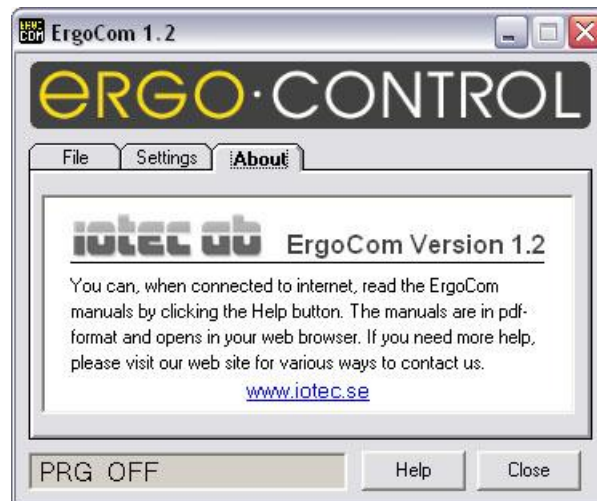 ERGO COM
ErgoCom 1.2
eRGO·CONTROL
File
Settings
About
iotec ab
ErgoCom Version 1.2
You can, when connected to internet, read the ErgoCom
manuals by clicking the Help button. The manuals are in pdf-
format and opens in your web browser. If you need more help,
please visit our web site for various ways to contact us.
www.iotec.se
PRG OFF
Help
Close